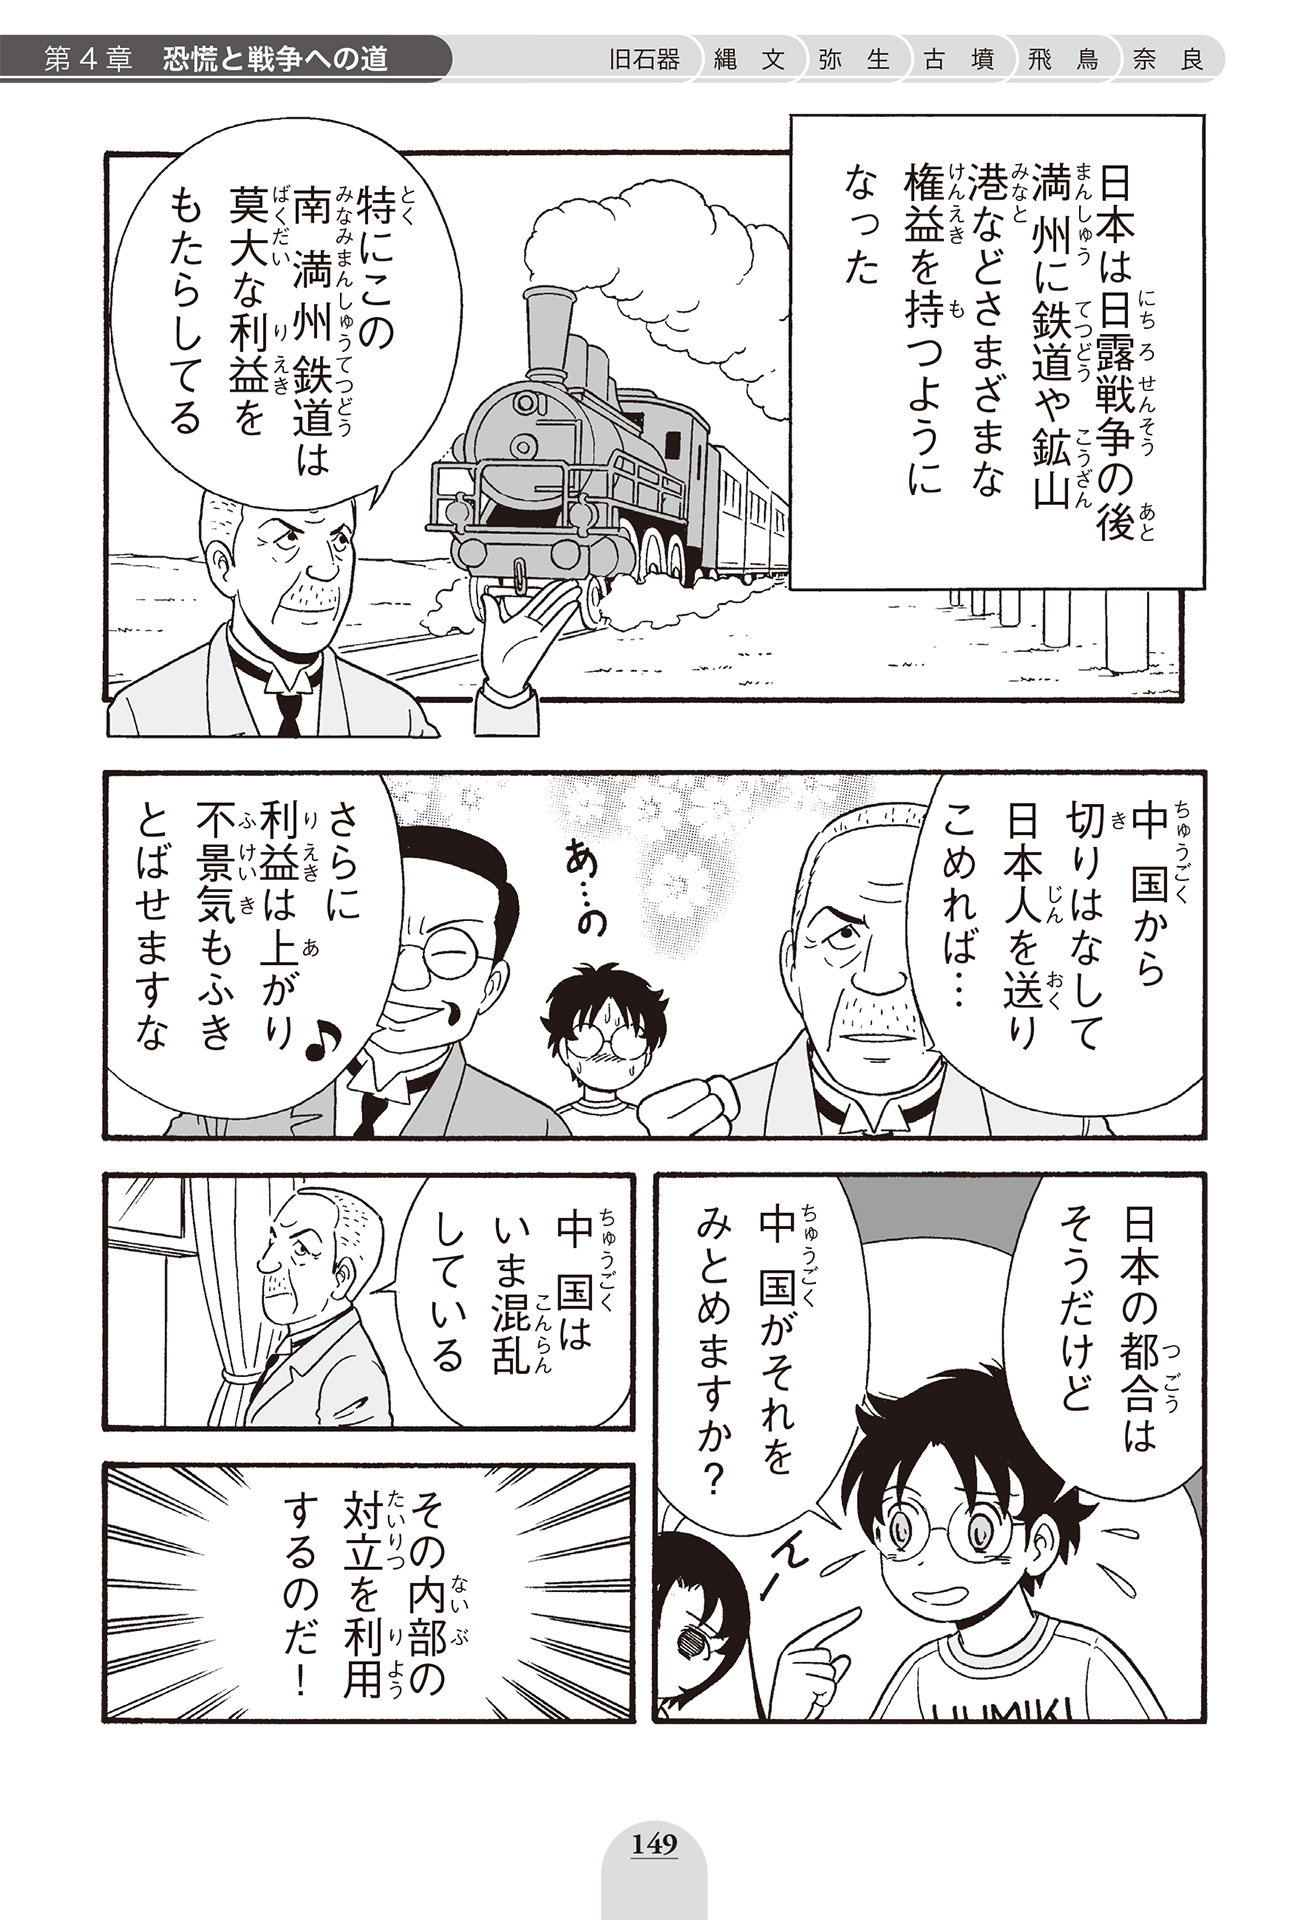 第4章 恐慌と戦争への道
旧石器 縄文 弥生 古墳 飛鳥 奈良
日本は日露戦争の後
満州に鉄道や鉱山
港などさまざまな
権益を持つように
なった
特にこの
南満州鉄道は
莫大な利益を
もたらしてる
中国から
切りはなして
日本人を送り
こめれば…
あ…の
さらに
利益は上がり
不景気もふき
とばせますな♪
日本の都合は
そうだけど
中国がそれを
みとめますか？
んー
UUMIKI
中国は
いま混乱
している
その内部の
対立を利用
するのだ！
149